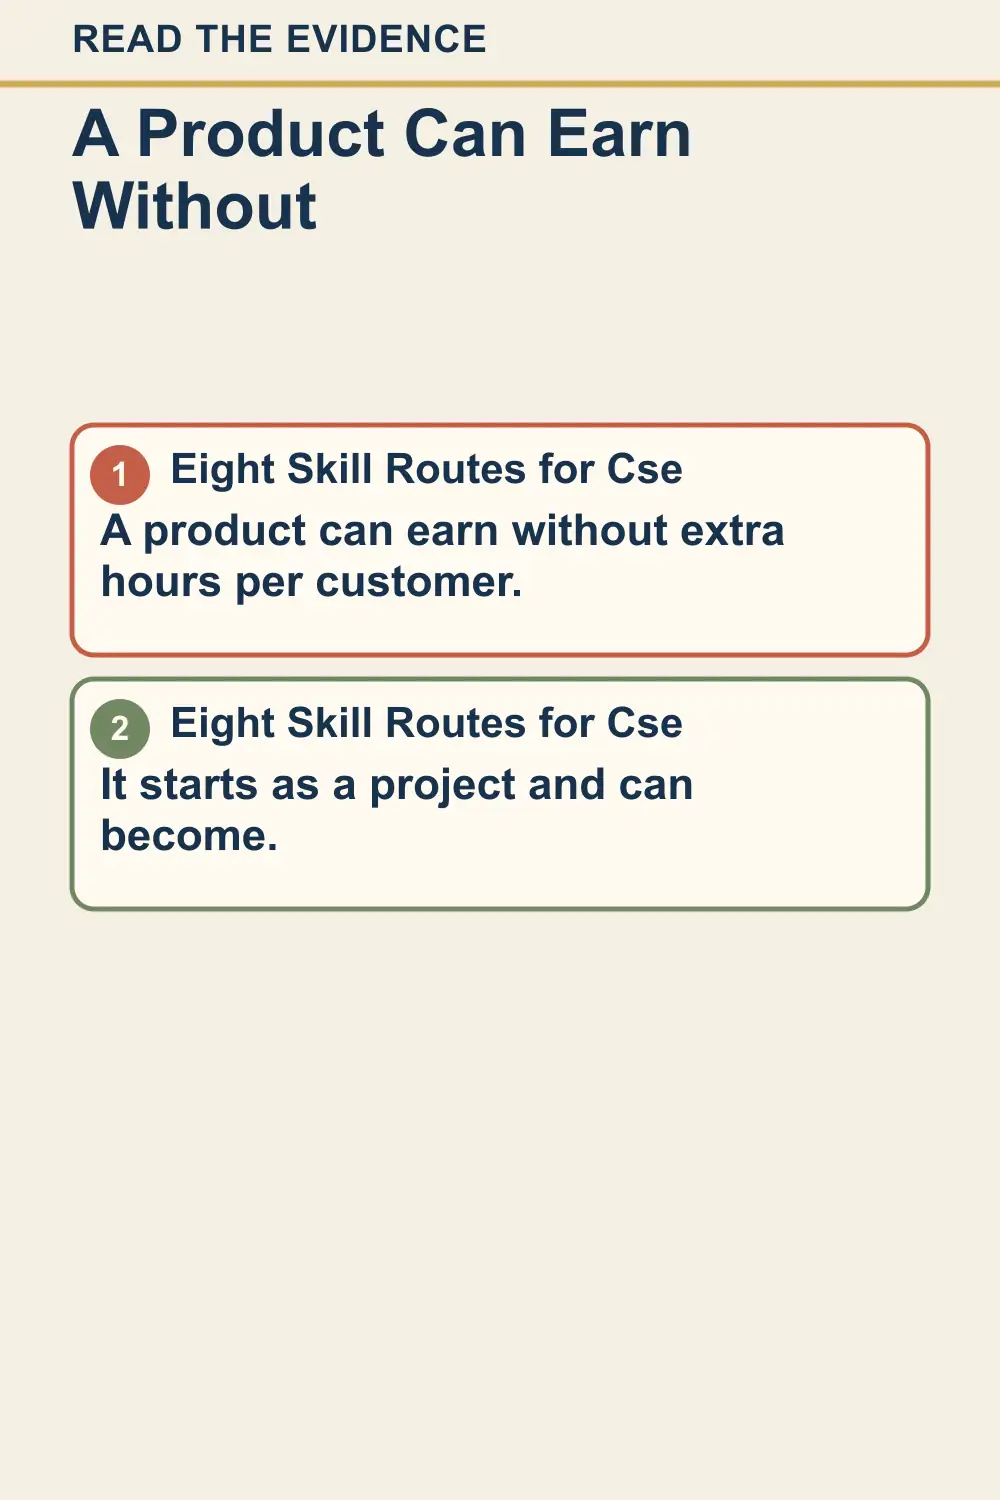 READ THE EVIDENCE
A Product Can Earn
Without
1 Eight Skill Routes for Cse
A product can earn without extra
hours per customer.
2 Eight Skill Routes for Cse
It starts as a project and can
become.